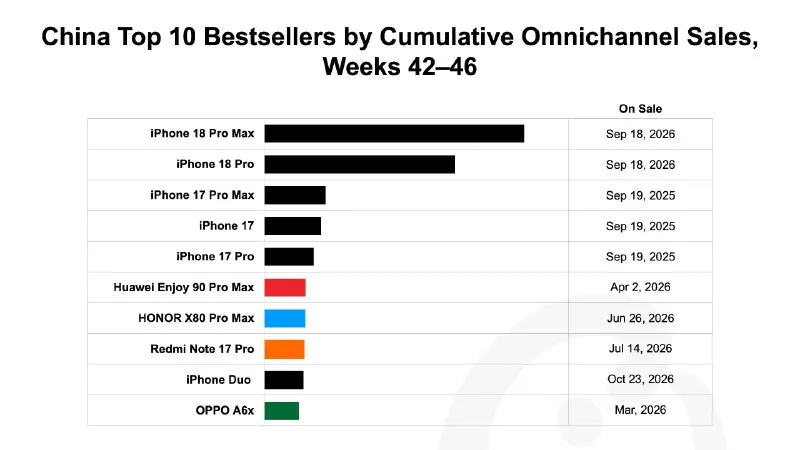 China Top 10 Bestsellers by Cumulative Omnichannel Sales,
Weeks 42–46
On Sale
iPhone 18 Pro Max Sep 18, 2026
iPhone 18 Pro Sep 18, 2026
iPhone 17 Pro Max Sep 19, 2025
iPhone 17 Sep 19, 2025
iPhone 17 Pro Sep 19, 2025
Huawei Enjoy 90 Pro Max Apr 2, 2026
HONOR X80 Pro Max Jun 26, 2026
Redmi Note 17 Pro Jul 14, 2026
iPhone Duo Oct 23, 2026
OPPO A6x Mar, 2026